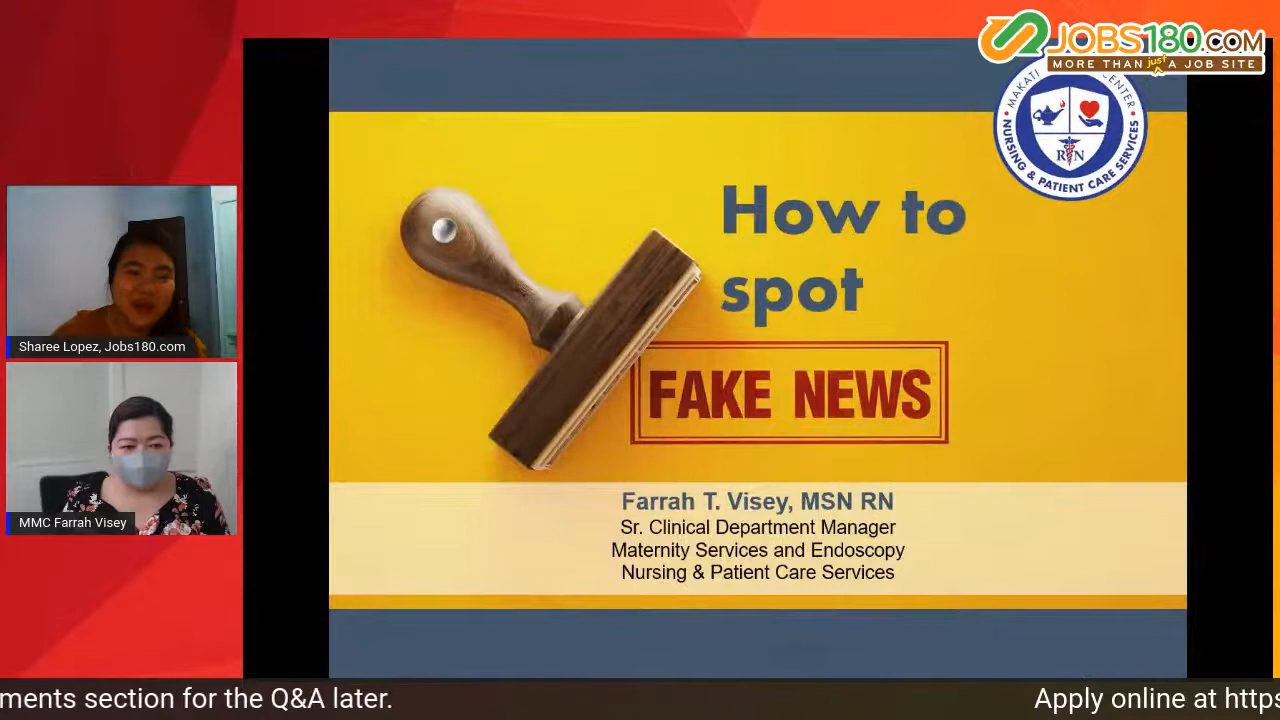 JOBS180.COM
MORE THAN just A JOB SITE
MAKATI CENTER
NURSING & PATIENT CARE SERVICES
RN
How to
spot
FAKE NEWS
Farrah T. Visey, MSN RN
Sr. Clinical Department Manager
Maternity Services and Endoscopy
Nursing & Patient Care Services
Sharee Lopez, Jobs180.com
MMC Farrah Visey
ments section for the Q&A later.
Apply online at https